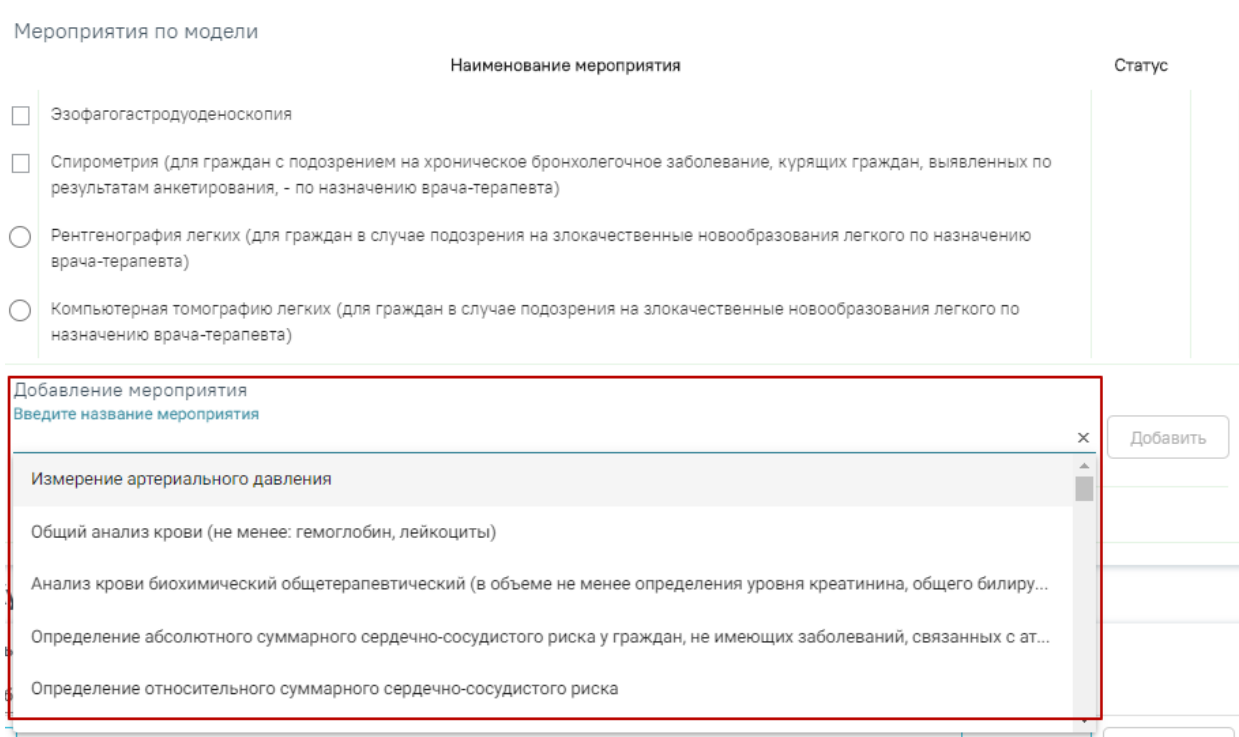 Мероприятия по модели
Наименование мероприятия Статус
Эзофагогастродуоденоскопия
Спирометрия (для граждан с подозрением на хроническое бронхолегочное заболевание, курящих граждан, выявленных по
результатам анкетирования, - по назначению врача-терапевта)
Рентгенография легких (для граждан в случае подозрения на злокачественные новообразования легкого по назначению
врача-терапевта)
Компьютерная томографию легких (для граждан в случае подозрения на злокачественные новообразования легкого по
назначению врача-терапевта)
Добавление мероприятия
Введите название мероприятия
Добавить
Измерение артериального давления
Общий анализ крови (не менее: гемоглобин, лейкоциты)
Анализ крови биохимический общетерапевтический (в объеме не менее определения уровня креатинина, общего билиру...
Определение абсолютного суммарного сердечно-сосудистого риска у граждан, не имеющих заболеваний, связанных с ат...
Определение относительного суммарного сердечно-сосудистого риска